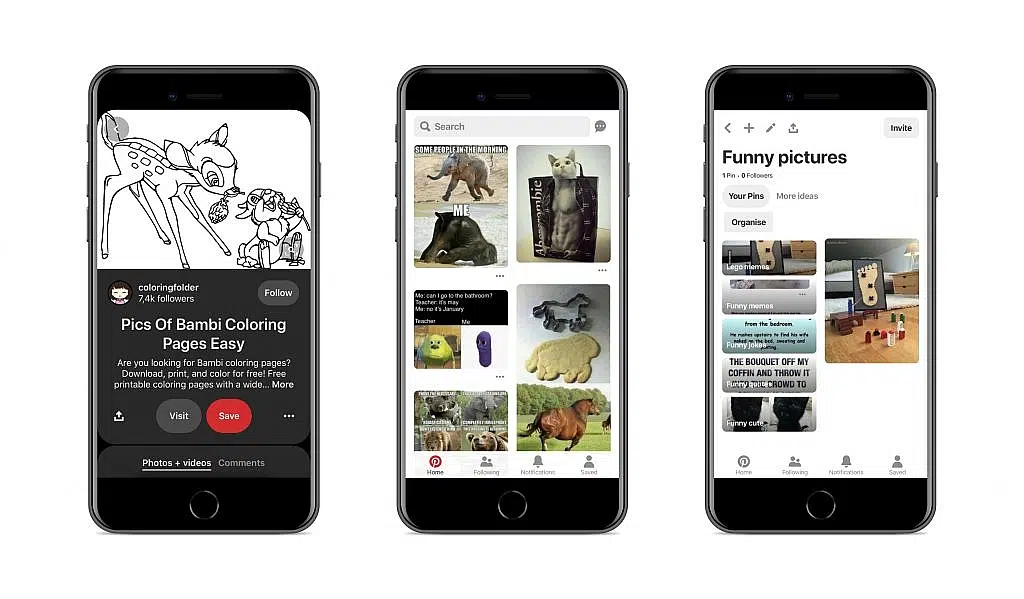 coloringfolder
7,4k followers
Follow
Pics Of Bambi Coloring
Pages Easy
Are you looking for Bambi coloring pages?
Download, print, and color for free! Free
printable coloring pages with a wide... More
Visit
Save
Photos + videos
Comments
Search
SOME PEOPLE IN THE MORNING
ME
Abercrombie
Me: can I go to the bathroom?
Teacher: it's may
Me: no it's January
Teacher
Me
Home
Following
Notifications
Saved
Invite
Funny pictures
1 Pin • 0 Followers
Your Pins
More ideas
Organise
Lego memes
Funny memes
from the bedroom.
He rushes upstairs to find his wife
naked on the bed, sweating and
Funny jokes
THE BOUQUET OFF MY
COFFIN AND THROW IT
CROWD TO
Funny quotes
Funny cute
Home
Following
Notifications
Saved